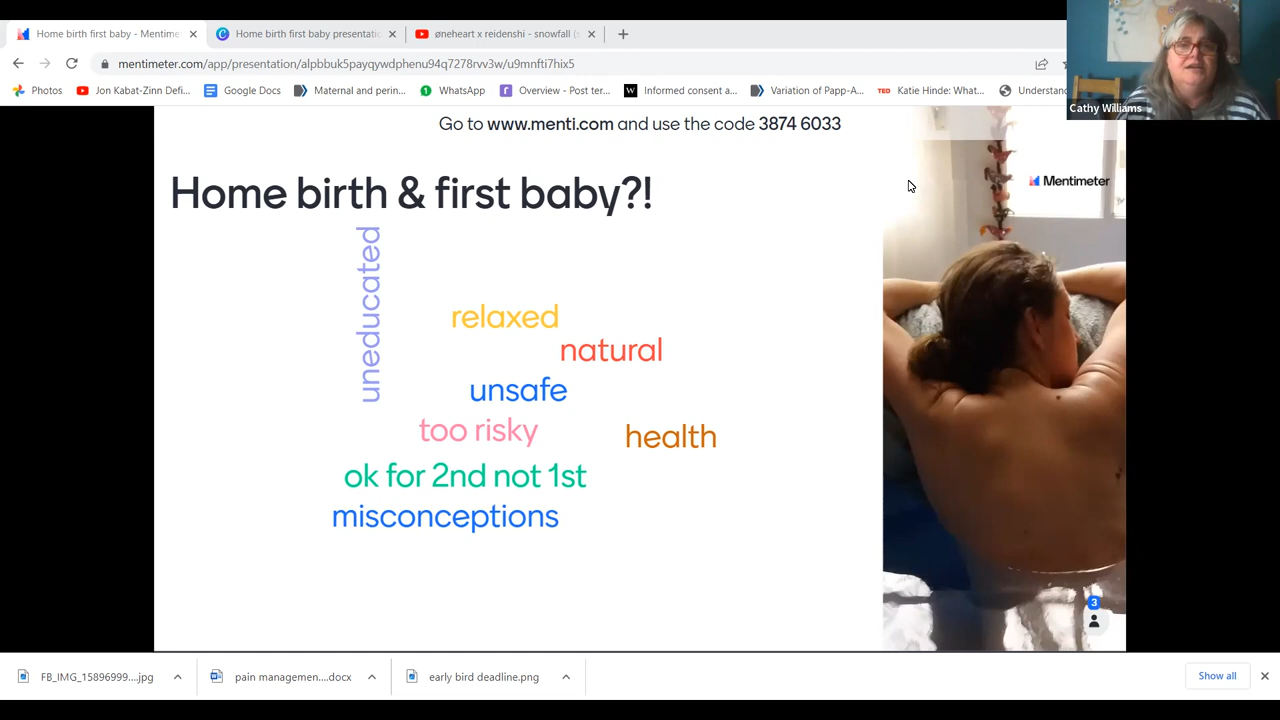 Home birth first baby - Mentime
Home birth first baby presentatio
øneheart x reidenshi - snowfall (s
mentimeter.com/app/presentation/alpbbuk5payqywdphenu94q7278rvv3w/u9mnfti7hix5
Photos
Jon Kabat-Zinn Defi...
Google Docs
Maternal and perin...
WhatsApp
Overview - Post ter...
Informed consent a...
Variation of Papp-A...
TED
Katie Hinde: What...
Understand
Cathy Williams
Go to www.menti.com and use the code 3874 6033
Mentimeter
Home birth & first baby?!
uneducated
relaxed
natural
unsafe
too risky
health
ok for 2nd not 1st
misconceptions
3
FB_IMG_15896999....jpg
pain managemen....docx
early bird deadline.png
Show all